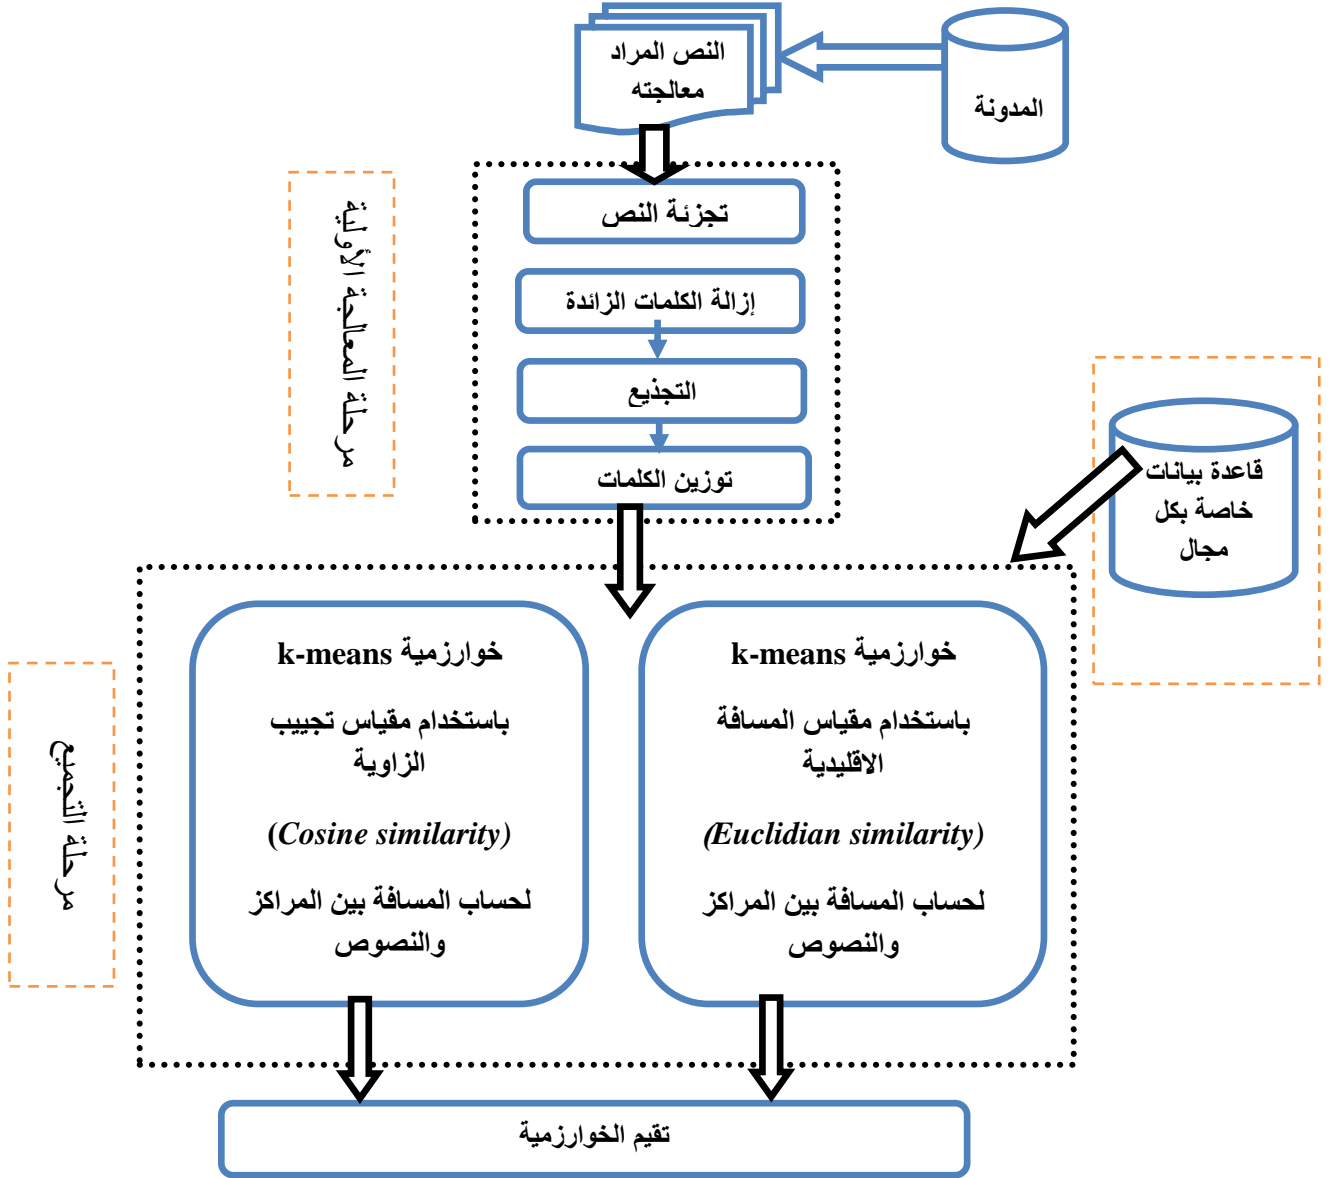 النص المراد
معالجته
المدونة
مرحلة المعالجة الأولية
تجزئة النص
إزالة الكلمات الزائدة
التجذيع
توزين الكلمات
قاعدة بيانات
خاصة بكل
مجال
خوارزمية k-means
باستخدام مقياس المسافة
الاقليدية
(Euclidian similarity)
لحساب المسافة بين المراكز
والنصوص
خوارزمية k-means
باستخدام مقياس تجييب
الزاوية
(Cosine similarity)
لحساب المسافة بين المراكز
والنصوص
مرحلة التجميع
تقيم الخوارزمية